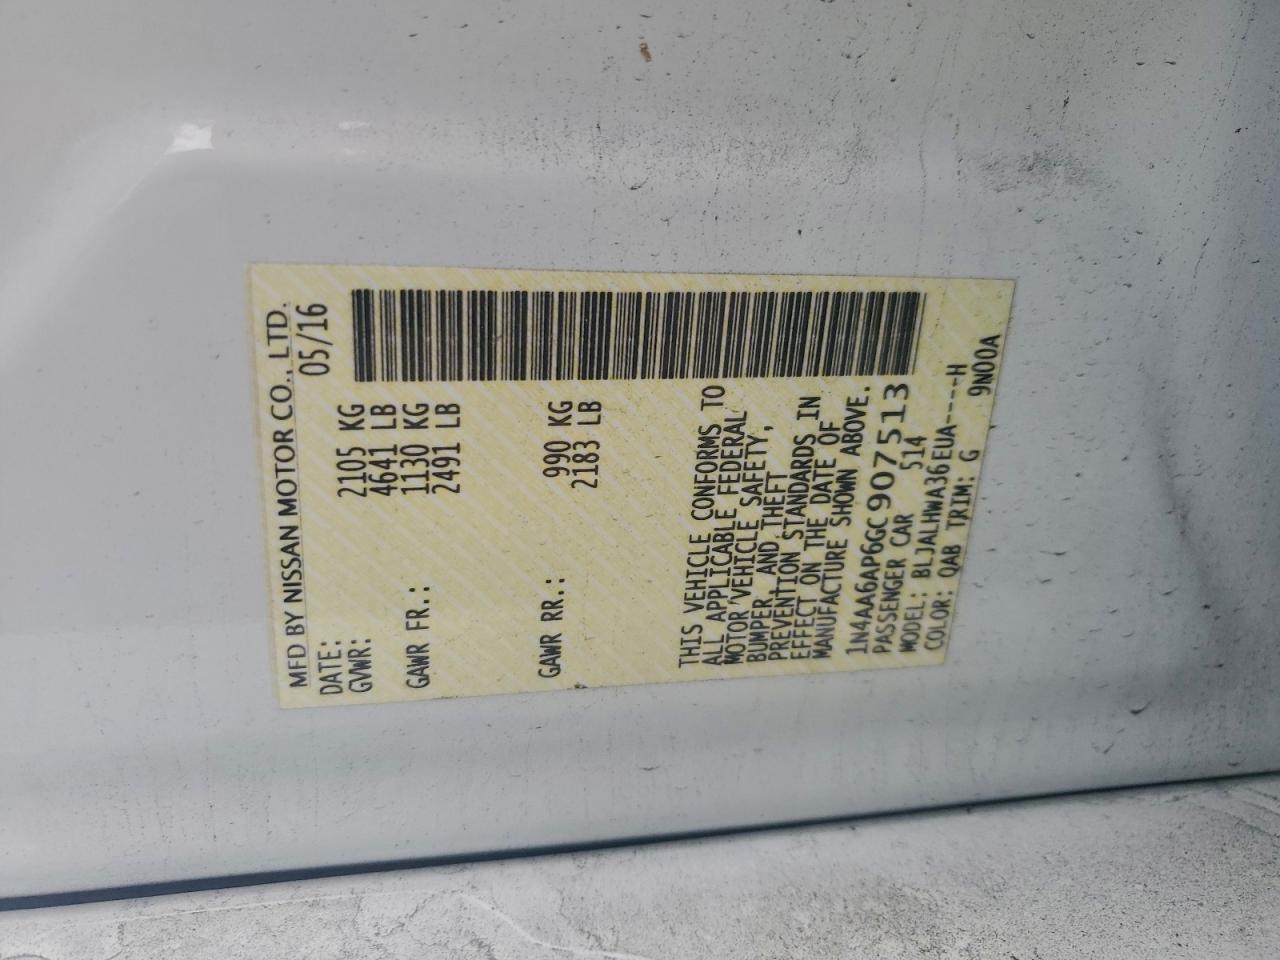 MFD BY NISSAN MOTOR CO., LTD.
DATE: 05/16
GVWR: 2105 KG
4641 LB
GAWR FR.: 1130 KG
2491 LB
GAWR RR.: 990 KG
2183 LB
THIS VEHICLE CONFORMS TO
ALL APPLICABLE FEDERAL
MOTOR VEHICLE SAFETY,
BUMPER, AND THEFT
PREVENTION STANDARDS IN
EFFECT ON THE DATE OF
MANUFACTURE SHOWN ABOVE.
1N4AA6AP6GC907513
PASSENGER CAR 514
MODEL: BLJALHWA36EUA----H
COLOR: QAB TRIM: G 9N00A